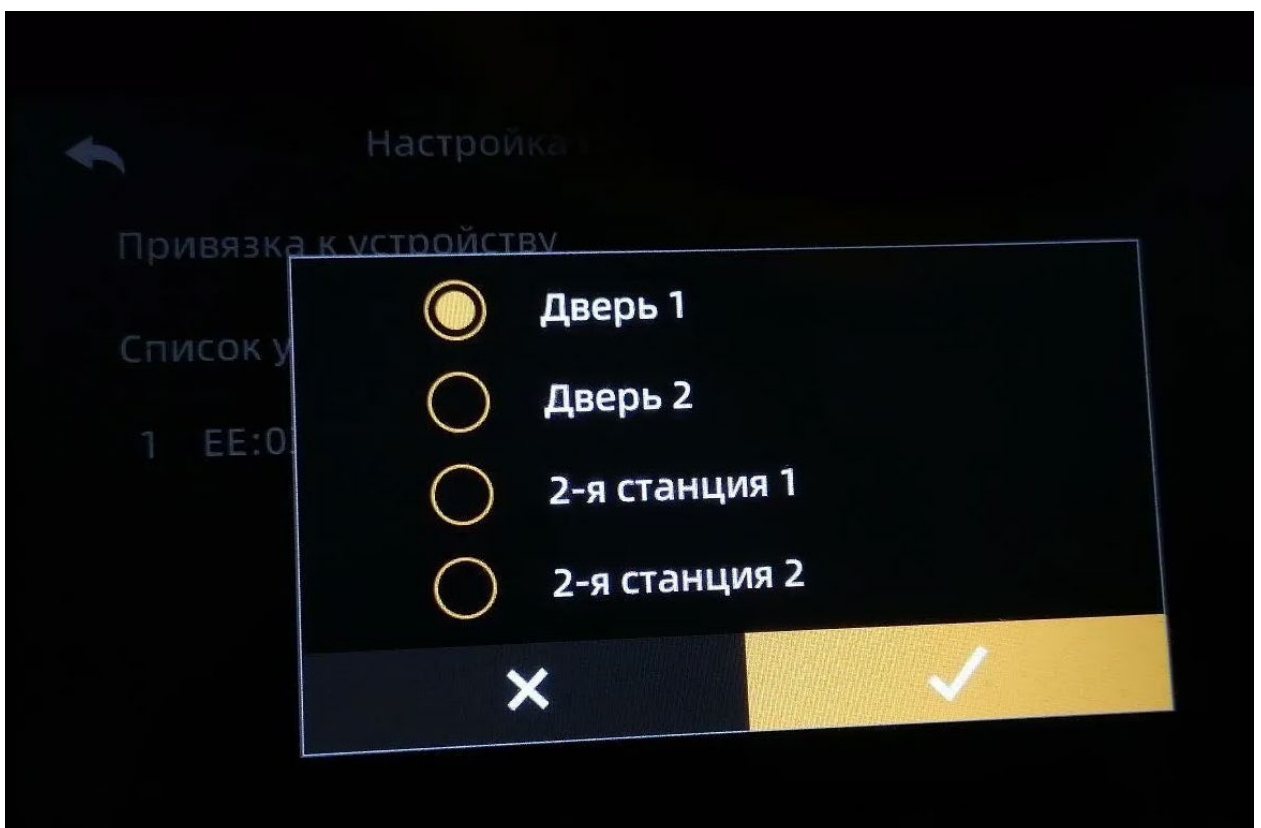 Настройка
Привязка к устройству
Дверь 1
Список
Дверь 2
1 EE:0
2-я станция 1
2-я станция 2